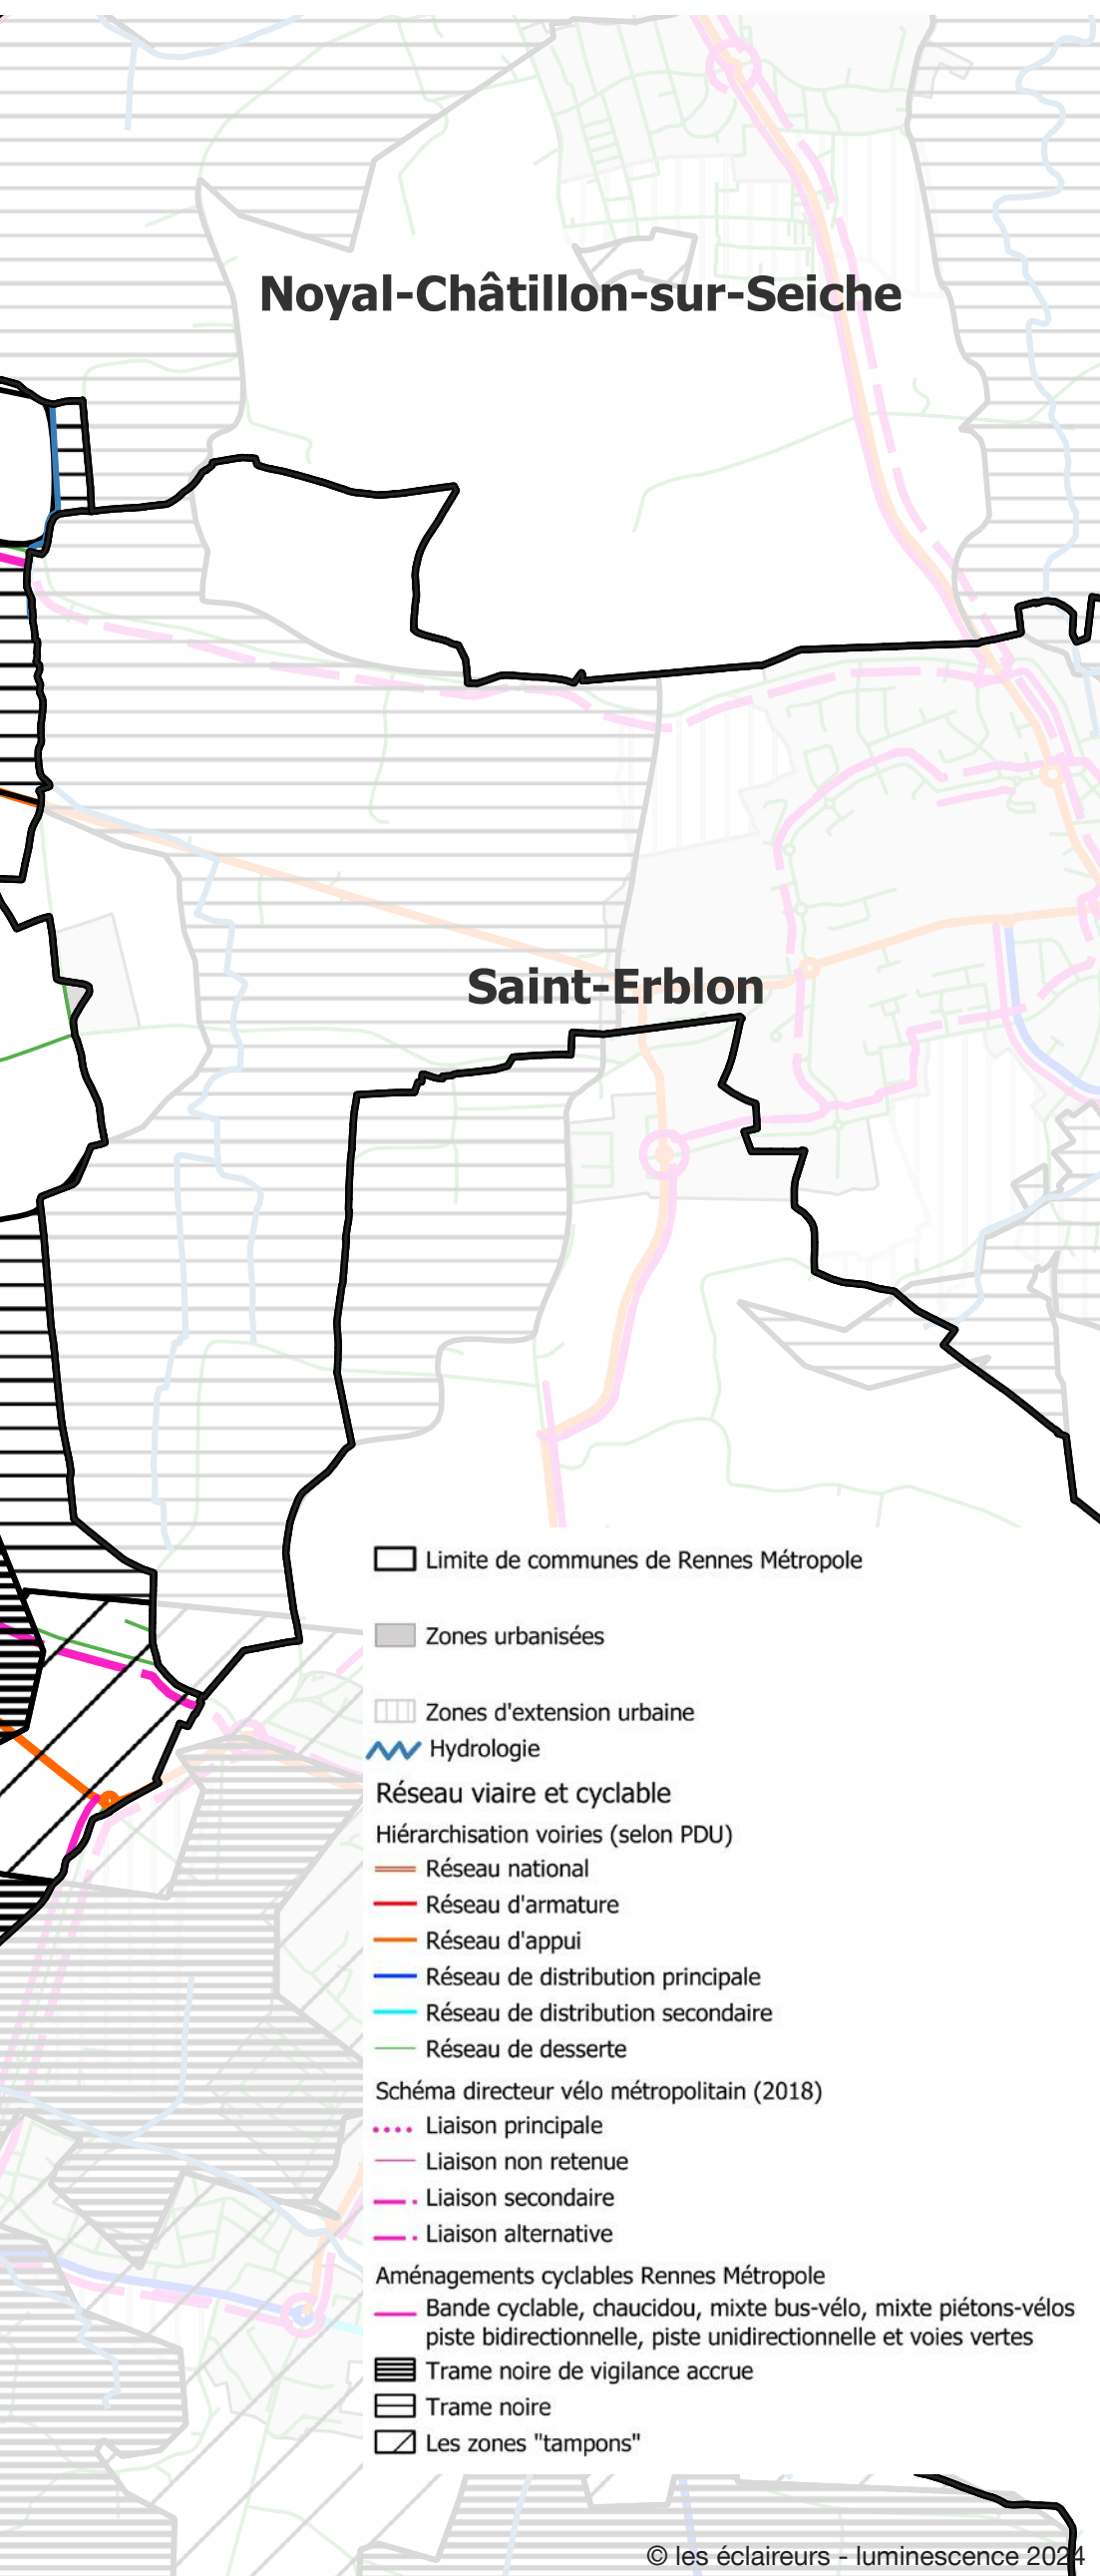 Noyal-Châtillon-sur-Seiche
Saint-Erblon
Limite de communes de Rennes Métropole
Zones urbanisées
Zones d'extension urbaine
Hydrologie
Réseau viaire et cyclable
Hiérarchisation voiries (selon PDU)
Réseau national
Réseau d'armature
Réseau d'appui
Réseau de distribution principale
Réseau de distribution secondaire
Réseau de desserte
Schéma directeur vélo métropolitain (2018)
Liaison principale
Liaison non retenue
Liaison secondaire
Liaison alternative
Aménagements cyclables Rennes Métropole
Bande cyclable, chaucidou, mixte bus-vélo, mixte piétons-vélos
piste bidirectionnelle, piste unidirectionnelle et voies vertes
Trame noire de vigilance accrue
Trame noire
Les zones "tampons"
© les éclaireurs - luminescence 2024